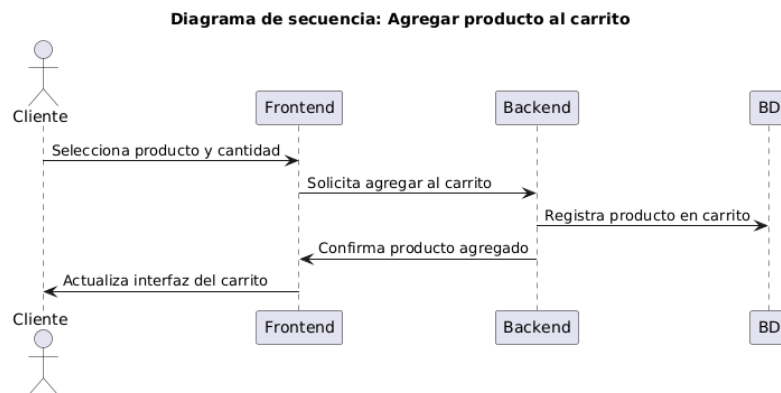 Diagrama de secuencia: Agregar producto al carrito
Cliente
Frontend
Backend
BD
Selecciona producto y cantidad
Solicita agregar al carrito
Registra producto en carrito
Confirma producto agregado
Actualiza interfaz del carrito
Cliente
Frontend
Backend
BD